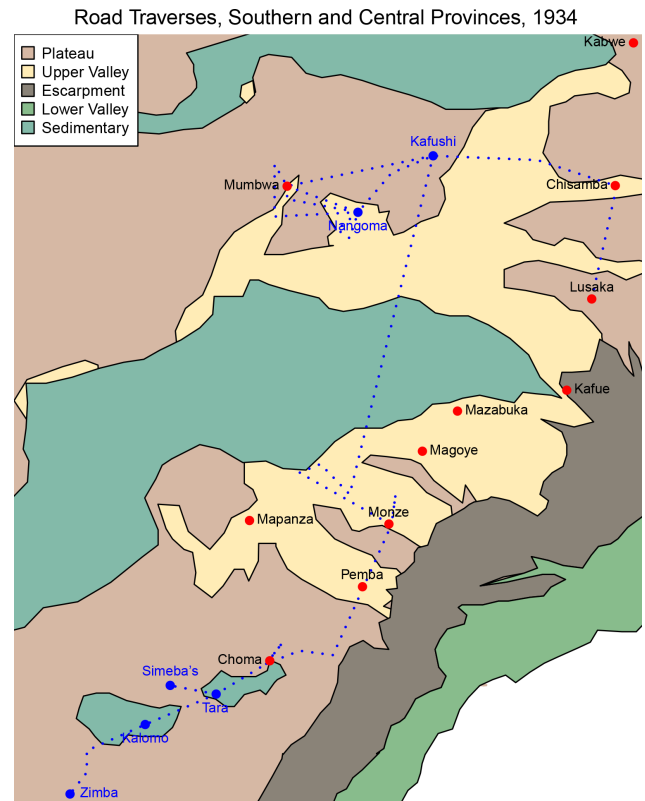 Road Traverses, Southern and Central Provinces, 1934
Plateau
Upper Valley
Escarpment
Lower Valley
Sedimentary
Kabwe
Kafushi
Mumbwa
Chisamba
Nangoma
Lusaka
Kafue
Mazabuka
Magoye
Monze
Mapanza
Pemba
Choma
Simeba's
Tara
Kalomo
Zimba